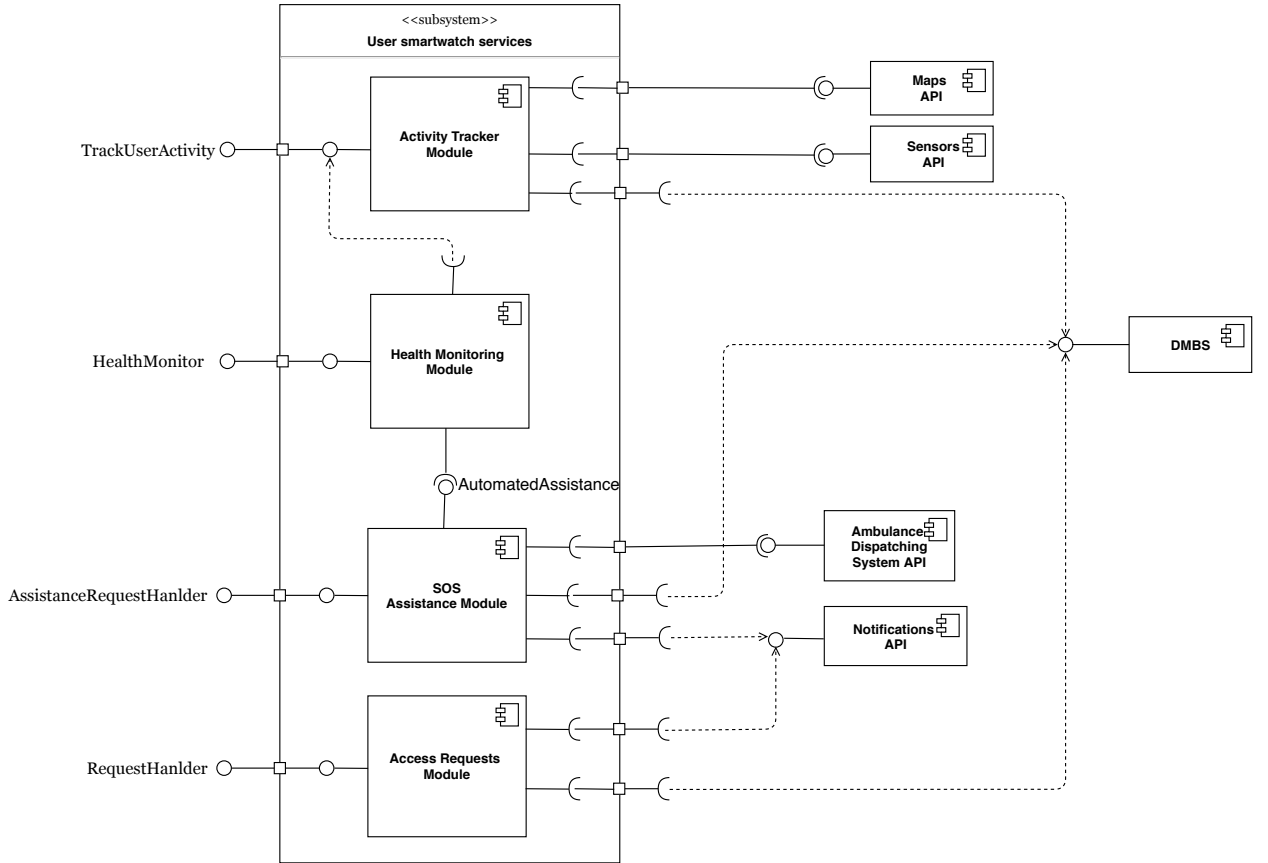 <<subsystem>>
User smartwatch services
Maps
API
Activity Tracker
Module
TrackUserActivity
Sensors
API
Health Monitoring
Module
HealthMonitor
DMBS
AutomatedAssistance
Ambulance
Dispatching
System API
SOS
Assistance Module
AssistanceRequestHanlder
Notifications
API
Access Requests
Module
RequestHanlder